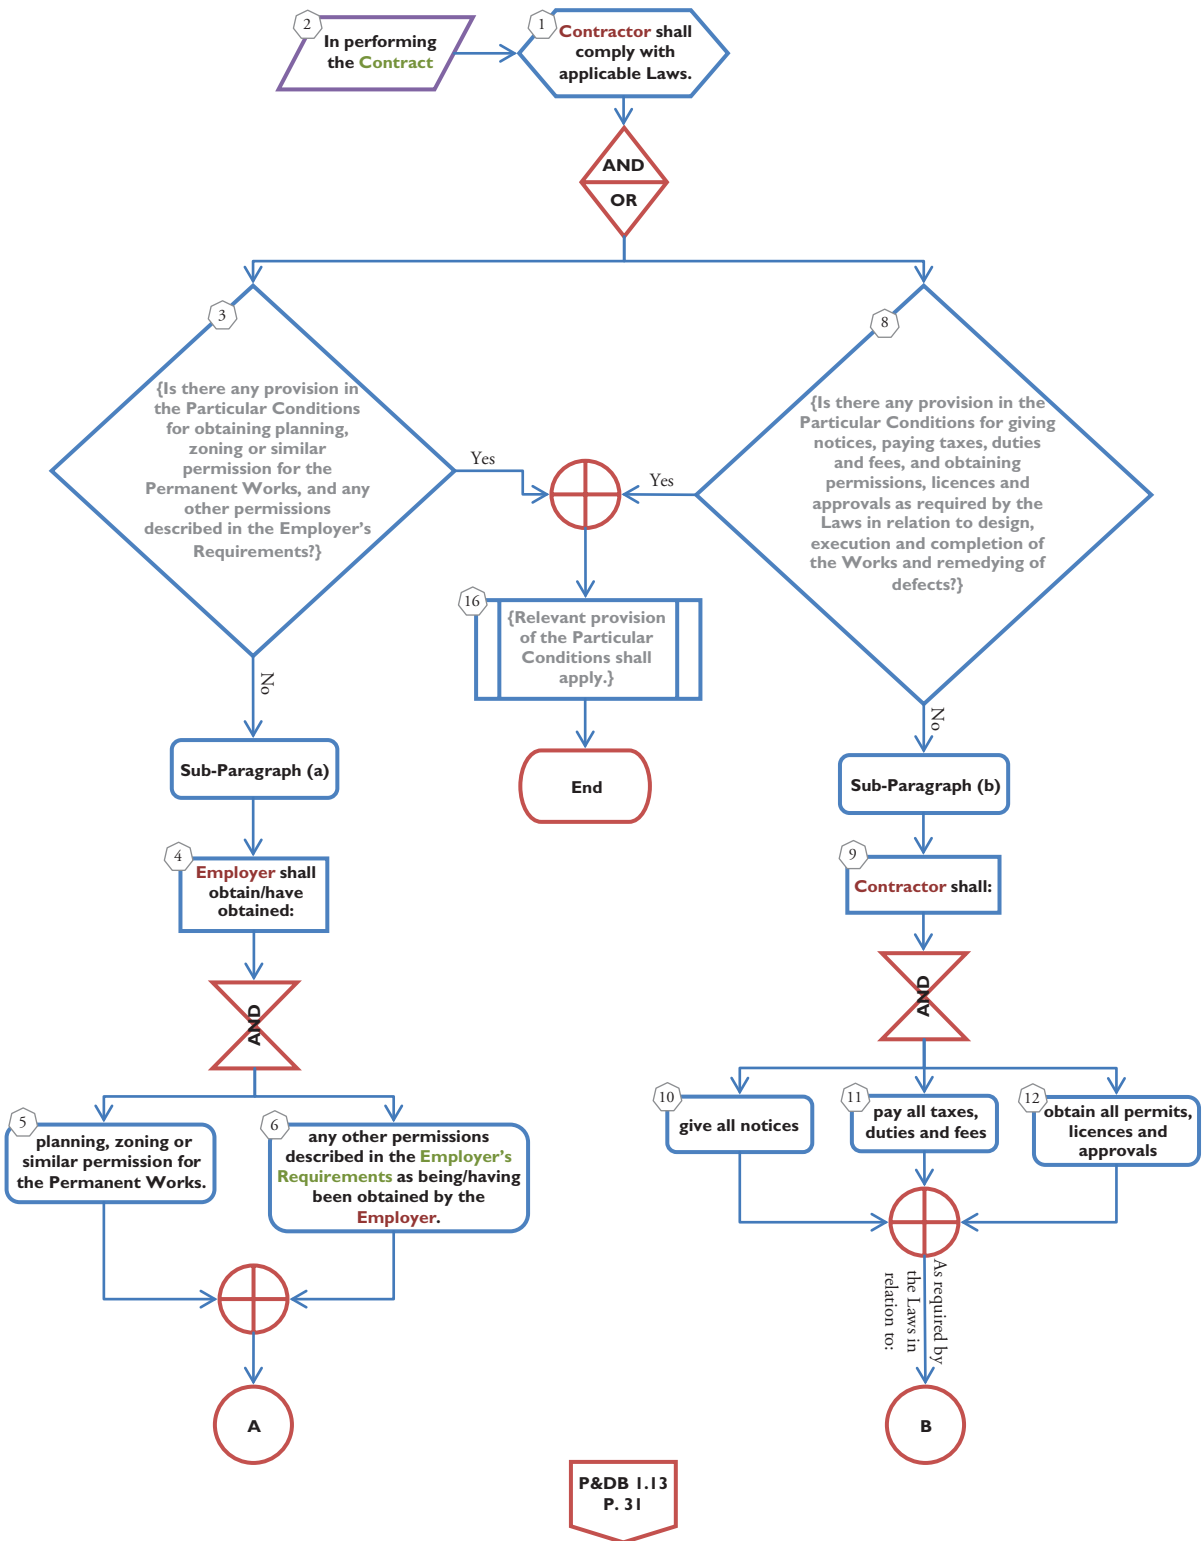 2
In performing
the Contract
1
Contractor shall
comply with
applicable Laws.
AND
OR
3
{Is there any provision in
the Particular Conditions
for obtaining planning,
zoning or similar
permission for the
Permanent Works, and any
other permissions
described in the Employer's
Requirements?}
Yes
Yes
8
{Is there any provision in the
Particular Conditions for giving
notices, paying taxes, duties
and fees, and obtaining
permissions, licences and
approvals as required by the
Laws in relation to design,
execution and completion of
the Works and remedying of
defects?}
16
{Relevant provision
of the Particular
Conditions shall
apply.}
End
No
Sub-Paragraph (a)
4
Employer shall
obtain/have
obtained:
AND
5
planning, zoning or
similar permission for
the Permanent Works.
6
any other permissions
described in the Employer's
Requirements as being/having
been obtained by the
Employer.
A
No
Sub-Paragraph (b)
9
Contractor shall:
AND
10
give all notices
11
pay all taxes,
duties and fees
12
obtain all permits,
licences and
approvals
As required by
the Laws in
relation to:
B
P&DB 1.13
P. 31